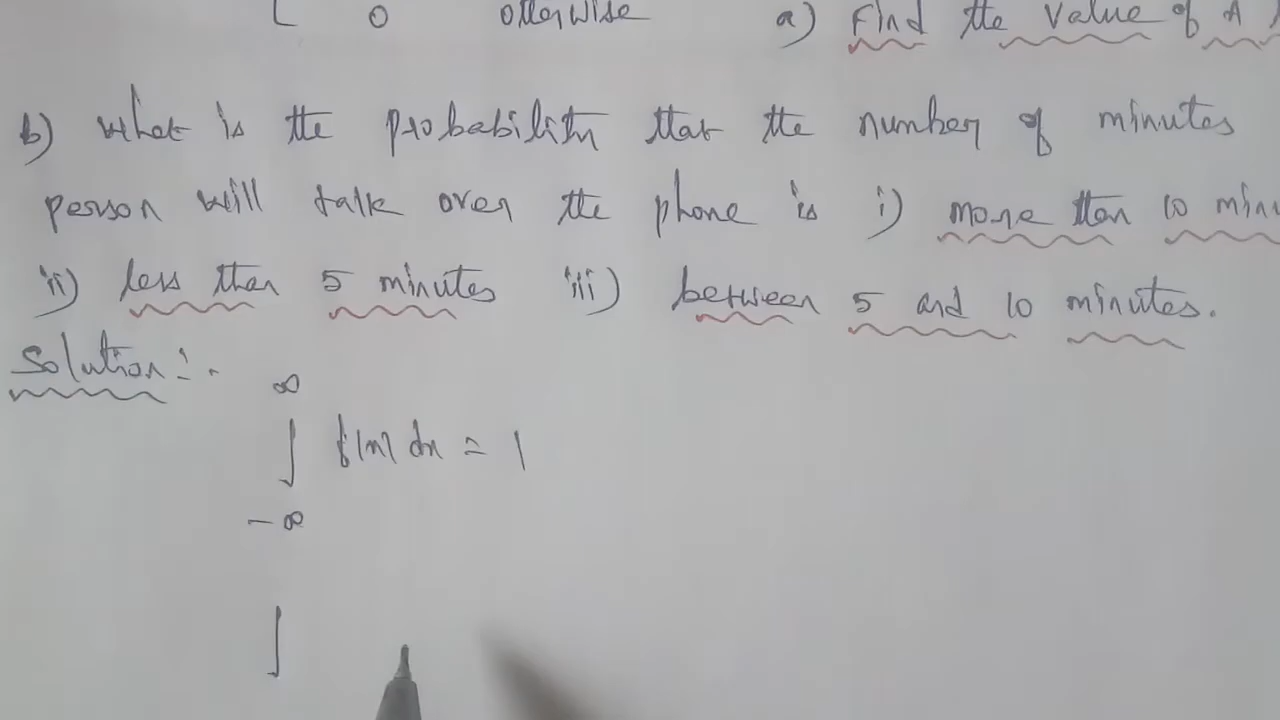 0 otherwise a) Find the value of A
b) What is the probability that the number of minutes
person will talk over the phone is i) more than 10 minu
ii) less than 5 minutes iii) between 5 and 10 minutes.
Solution:-
∞
∫ f(x) dx = 1
-∞
∫